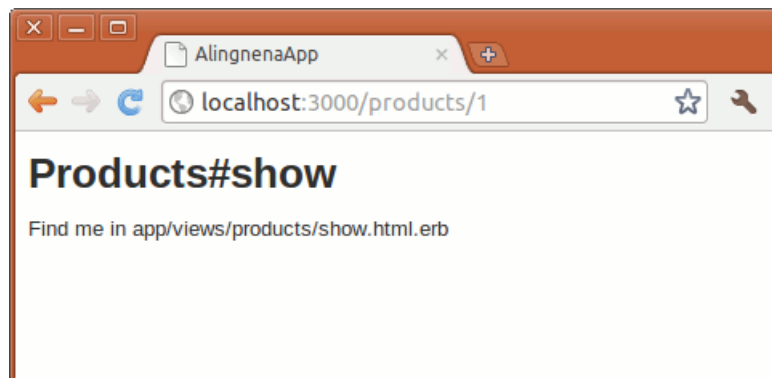 AlingnenaApp
localhost:3000/products/1
Products#show
Find me in app/views/products/show.html.erb